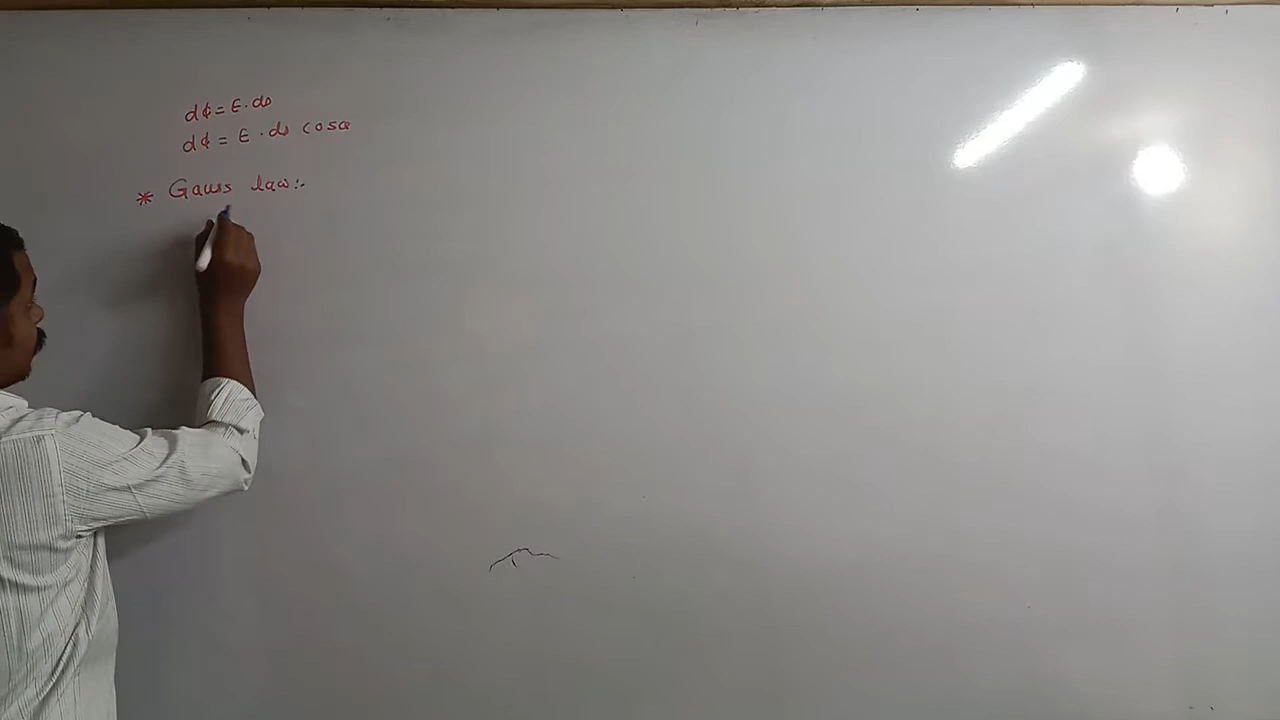 dϕ = E . ds
dϕ = E . ds cosα
* Gauss law:-